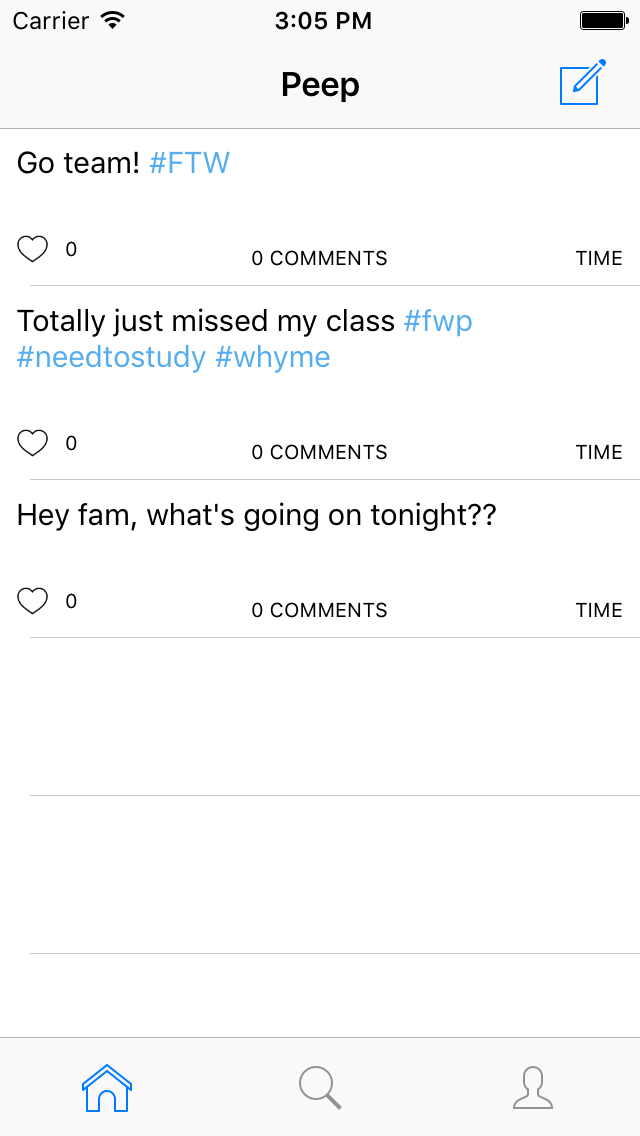 Carrier 3:05 PM
Peep
Go team! #FTW
0 0 COMMENTS TIME
Totally just missed my class #fwp
#needtostudy #whyme
0 0 COMMENTS TIME
Hey fam, what's going on tonight??
0 0 COMMENTS TIME